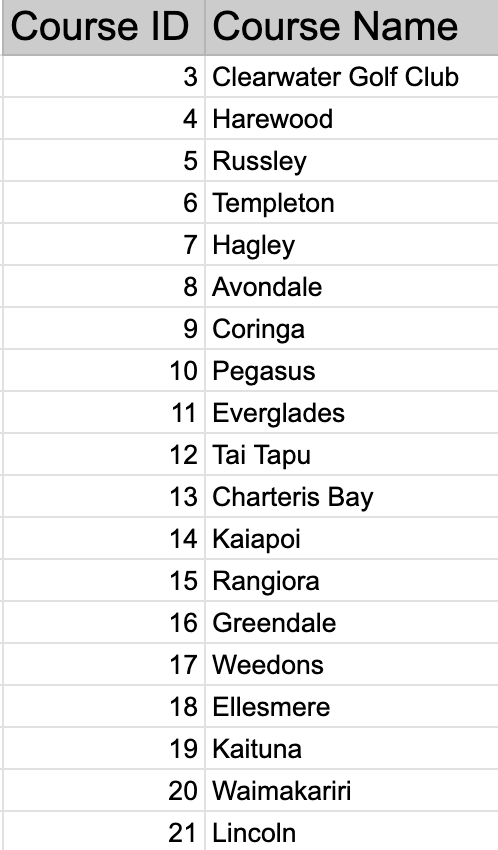 Course ID Course Name
3 Clearwater Golf Club
4 Harewood
5 Russley
6 Templeton
7 Hagley
8 Avondale
9 Coringa
10 Pegasus
11 Everglades
12 Tai Tapu
13 Charteris Bay
14 Kaiapoi
15 Rangiora
16 Greendale
17 Weedons
18 Ellesmere
19 Kaituna
20 Waimakariri
21 Lincoln